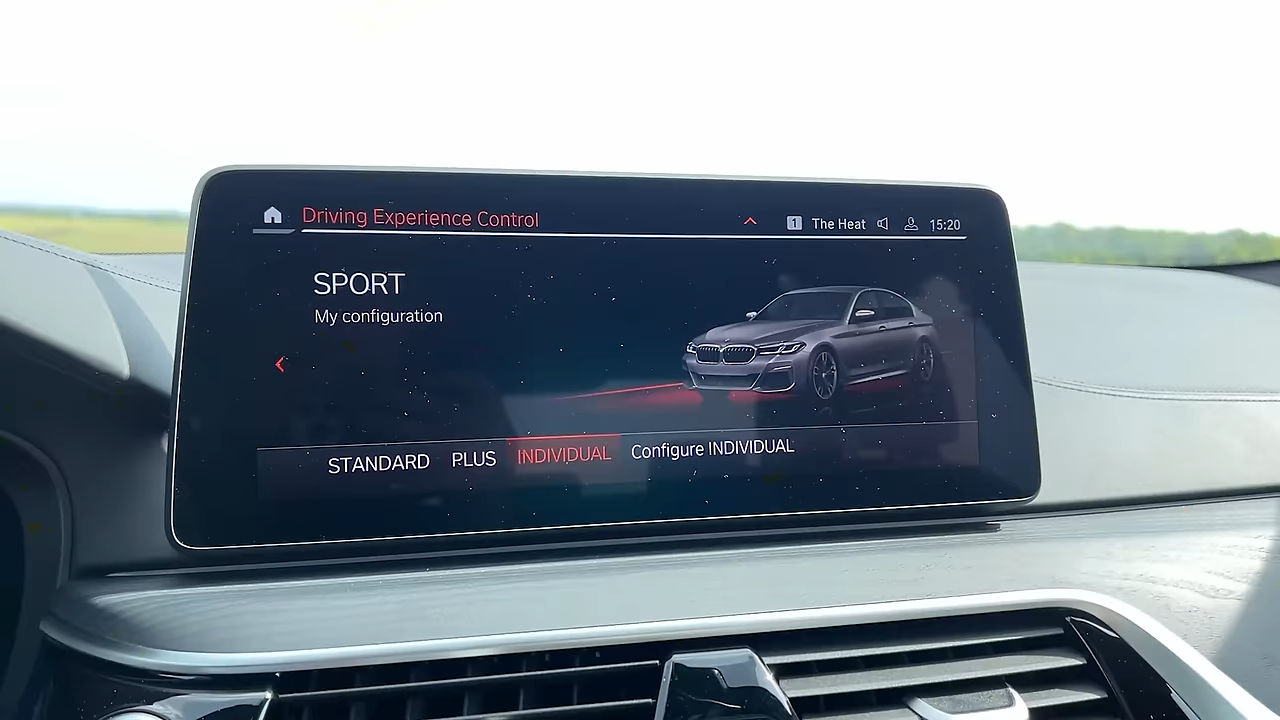 Driving Experience Control
1 The Heat 15:20
SPORT
My configuration
STANDARD PLUS INDIVIDUAL Configure INDIVIDUAL